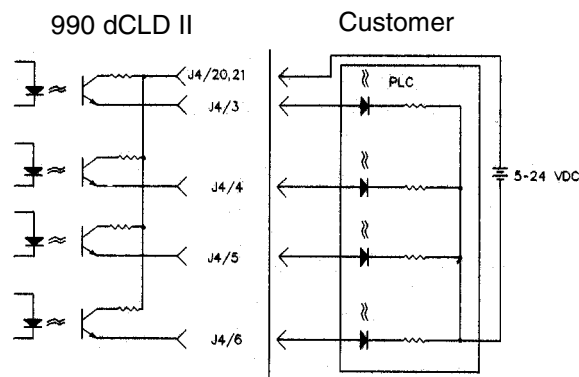 990 dCLD II
Customer
J4/20,21
PLC
J4/3
J4/4
5-24 VDC
J4/5
J4/6